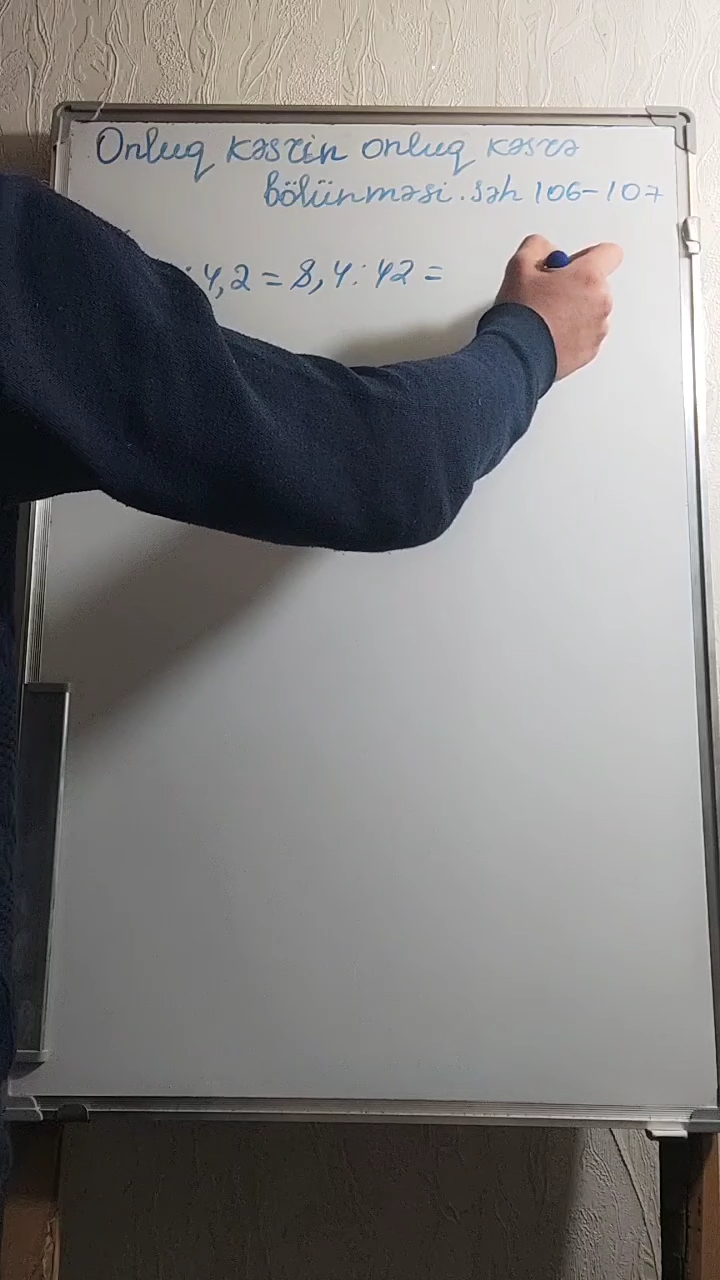 Onluq kəsrin onluq kəsrə
bölünməsi. səh 106-107
: 4,2 = 8,4 : 42 =